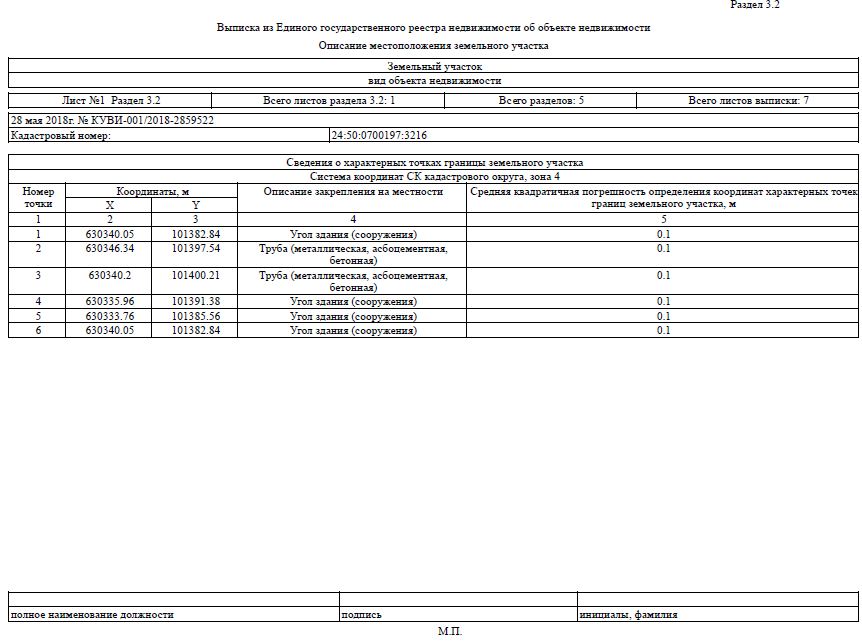 Раздел 3.2
Выписка из Единого государственного реестра недвижимости об объекте недвижимости
Описание местоположения земельного участка
Земельный участок
вид объекта недвижимости
Лист №1 Раздел 3.2 Всего листов раздела 3.2: 1 Всего разделов: 5 Всего листов выписки: 7
28 мая 2018г. № КУВИ-001/2018-2859522
Кадастровый номер: 24:50:0700197:3216
Сведения о характерных точках границы земельного участка
Система координат СК кадастрового округа, зона 4
Номер точки Координаты, м Описание закрепления на местности Средняя квадратичная погрешность определения координат характерных точек границ земельного участка, м
X Y
1 2 3 4 5
1 630340.05 101382.84 Угол здания (сооружения) 0.1
2 630346.34 101397.54 Труба (металлическая, асбоцементная, бетонная) 0.1
3 630340.2 101400.21 Труба (металлическая, асбоцементная, бетонная) 0.1
4 630335.96 101391.38 Угол здания (сооружения) 0.1
5 630333.76 101385.56 Угол здания (сооружения) 0.1
6 630340.05 101382.84 Угол здания (сооружения) 0.1
полное наименование должности подпись инициалы, фамилия
М.П.